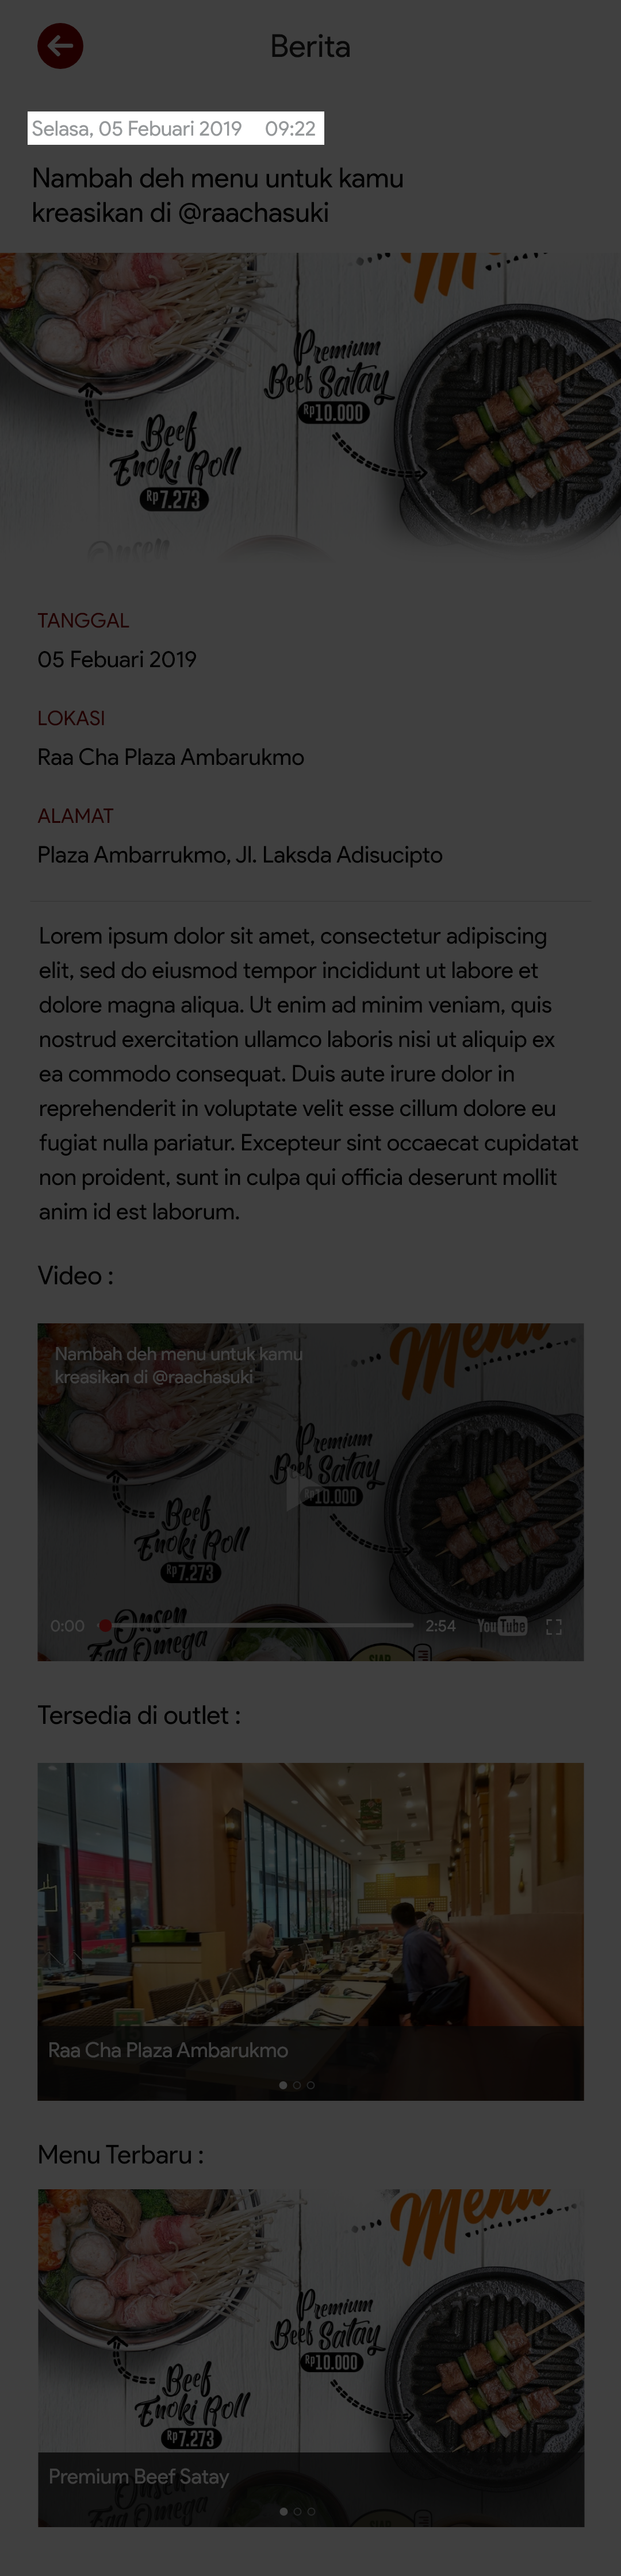 Berita
Selasa, 05 Febuari 2019 09:22
Nambah deh menu untuk kamu
kreasikan di @raachasuki
Premium
Beef Satay
Rp10.000
Beef
Enoki Roll
Rp7.273
Onsen
TANGGAL
05 Febuari 2019
LOKASI
Raa Cha Plaza Ambarukmo
ALAMAT
Plaza Ambarrukmo, Jl. Laksda Adisucipto
Lorem ipsum dolor sit amet, consectetur adipiscing
elit, sed do eiusmod tempor incididunt ut labore et
dolore magna aliqua. Ut enim ad minim veniam, quis
nostrud exercitation ullamco laboris nisi ut aliquip ex
ea commodo consequat. Duis aute irure dolor in
reprehenderit in voluptate velit esse cillum dolore eu
fugiat nulla pariatur. Excepteur sint occaecat cupidatat
non proident, sunt in culpa qui officia deserunt mollit
anim id est laborum.
Video :
Nambah deh menu untuk kamu
kreasikan di @raachasuki
Menu
Premium
Beef Satay
Rp10.000
Beef
Enoki Roll
Rp7.273
Onsen
Egg Omega
0:00
2:54
YouTube
Tersedia di outlet :
Raa Cha Plaza Ambarukmo
Menu Terbaru :
Menu
Premium
Beef Satay
Rp10.000
Beef
Enoki Roll
Rp7.273
Premium Beef Satay
Egg Omega